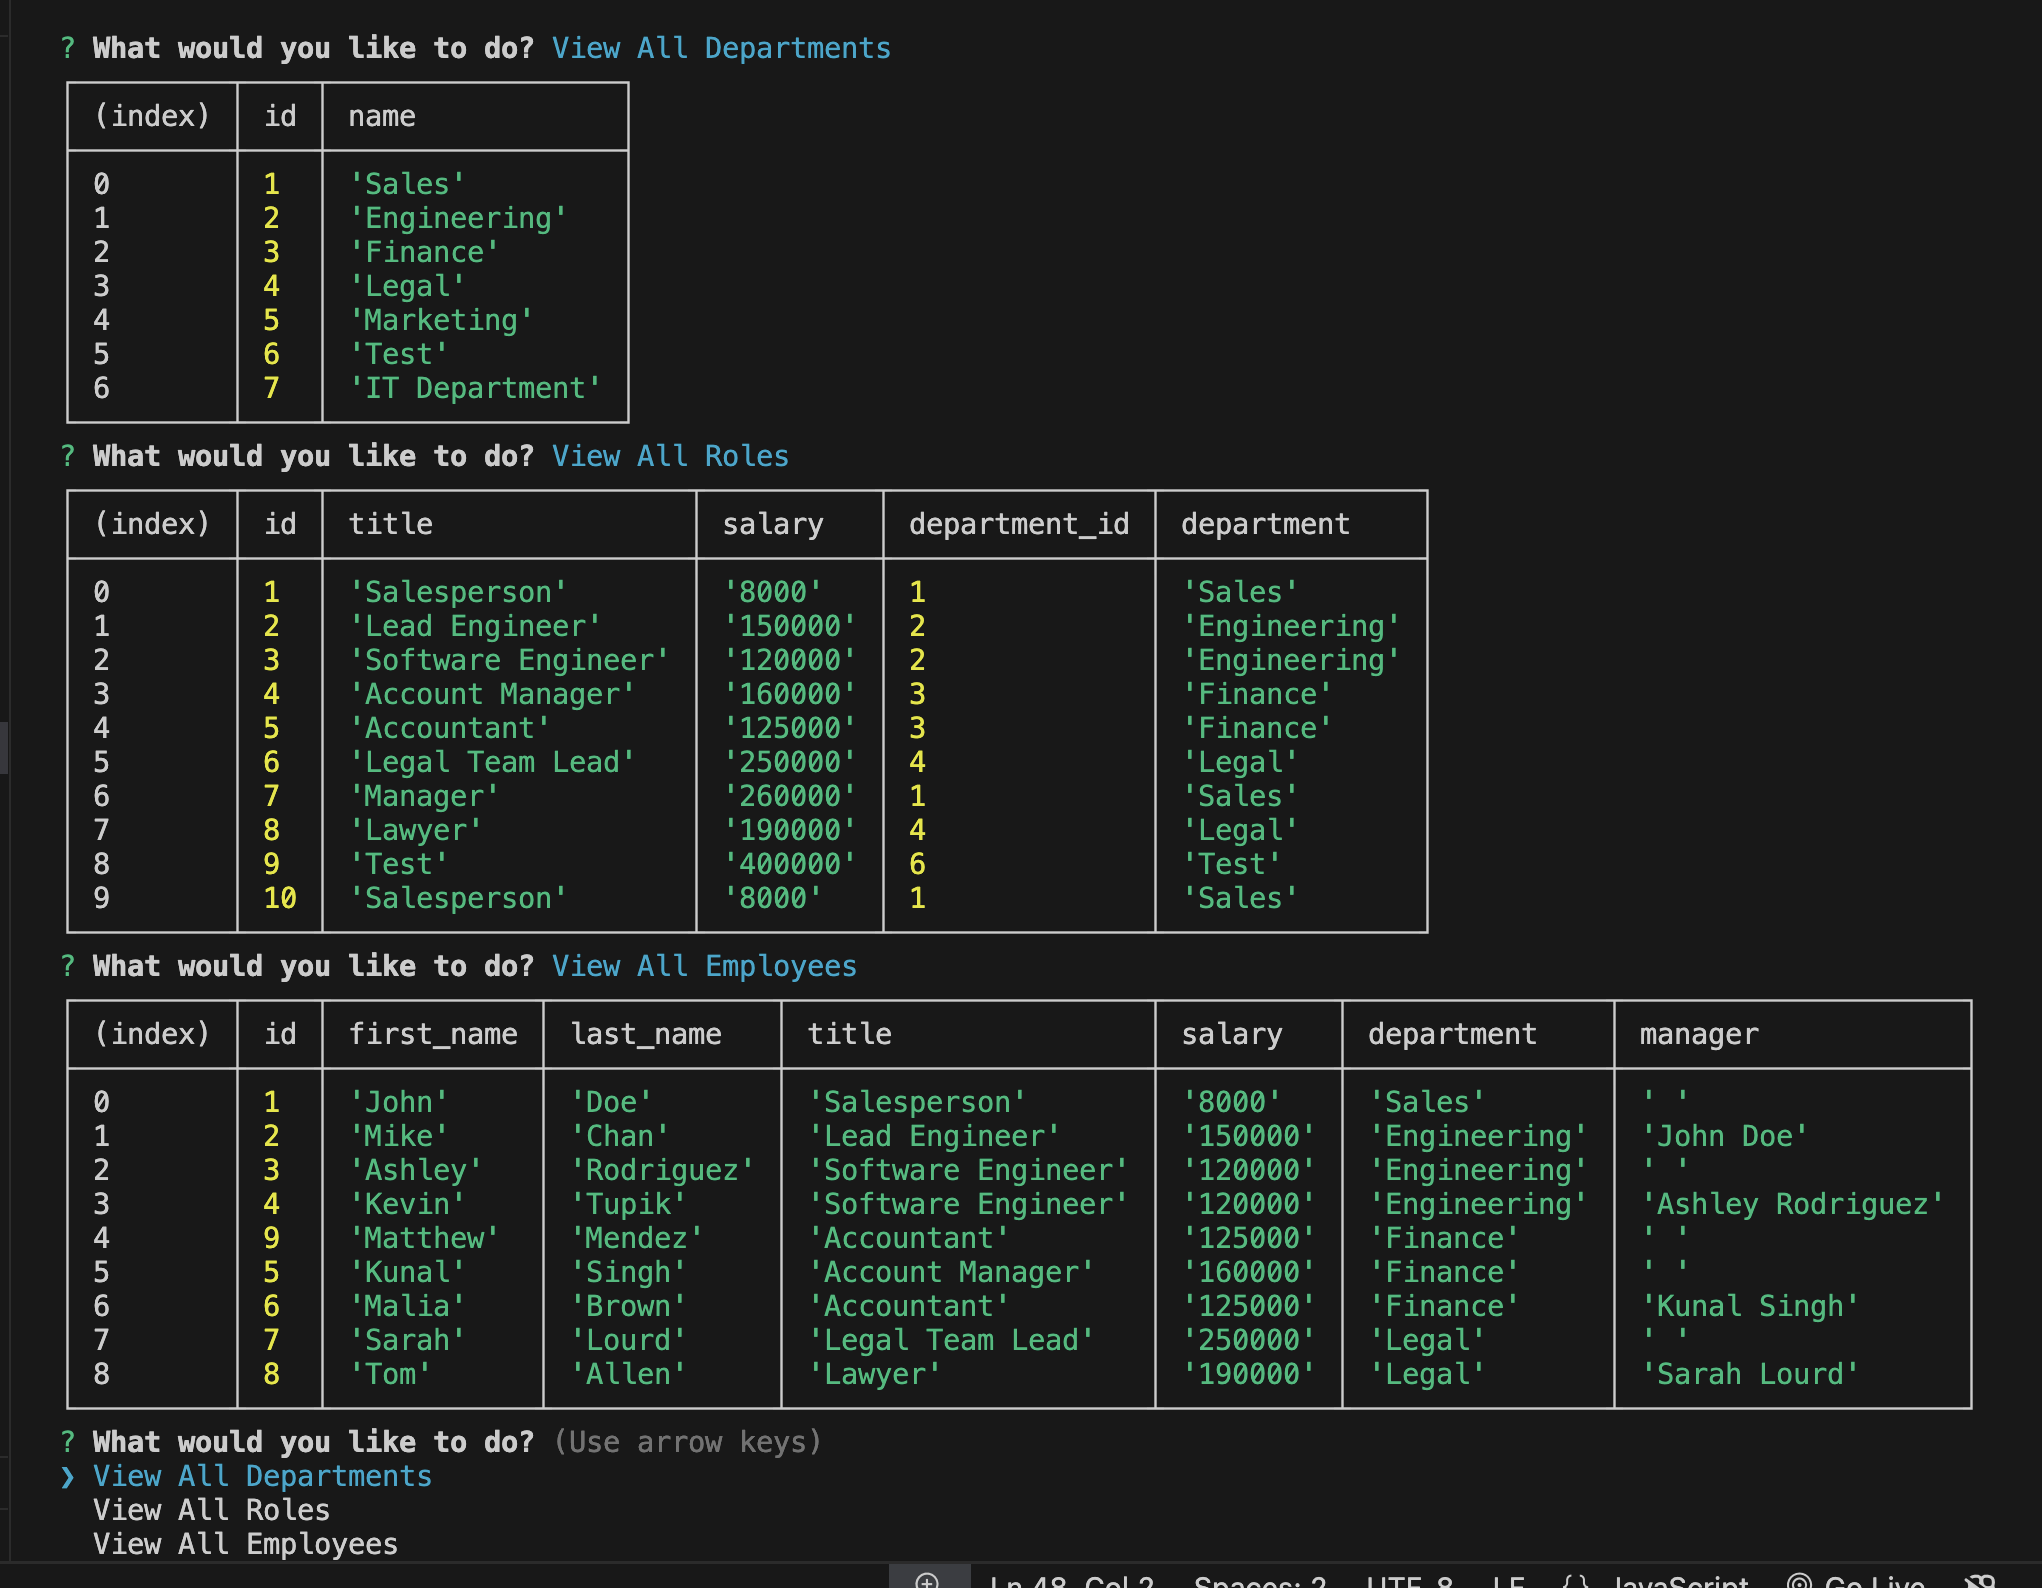 ? What would you like to do? View All Departments
(index) id name
0 1 'Sales'
1 2 'Engineering'
2 3 'Finance'
3 4 'Legal'
4 5 'Marketing'
5 6 'Test'
6 7 'IT Department'
? What would you like to do? View All Roles
(index) id title salary department_id department
0 1 'Salesperson' '8000' 1 'Sales'
1 2 'Lead Engineer' '150000' 2 'Engineering'
2 3 'Software Engineer' '120000' 2 'Engineering'
3 4 'Account Manager' '160000' 3 'Finance'
4 5 'Accountant' '125000' 3 'Finance'
5 6 'Legal Team Lead' '250000' 4 'Legal'
6 7 'Manager' '260000' 1 'Sales'
7 8 'Lawyer' '190000' 4 'Legal'
8 9 'Test' '400000' 6 'Test'
9 10 'Salesperson' '8000' 1 'Sales'
? What would you like to do? View All Employees
(index) id first_name last_name title salary department manager
0 1 'John' 'Doe' 'Salesperson' '8000' 'Sales' ' '
1 2 'Mike' 'Chan' 'Lead Engineer' '150000' 'Engineering' 'John Doe'
2 3 'Ashley' 'Rodriguez' 'Software Engineer' '120000' 'Engineering' ' '
3 4 'Kevin' 'Tupik' 'Software Engineer' '120000' 'Engineering' 'Ashley Rodriguez'
4 9 'Matthew' 'Mendez' 'Accountant' '125000' 'Finance' ' '
5 5 'Kunal' 'Singh' 'Account Manager' '160000' 'Finance' ' '
6 6 'Malia' 'Brown' 'Accountant' '125000' 'Finance' 'Kunal Singh'
7 7 'Sarah' 'Lourd' 'Legal Team Lead' '250000' 'Legal' ' '
8 8 'Tom' 'Allen' 'Lawyer' '190000' 'Legal' 'Sarah Lourd'
? What would you like to do? (Use arrow keys)
❯ View All Departments
View All Roles
View All Employees
Ln 48, Col 2 Spaces: 2 UTF-8 LF {} JavaScript Go Live